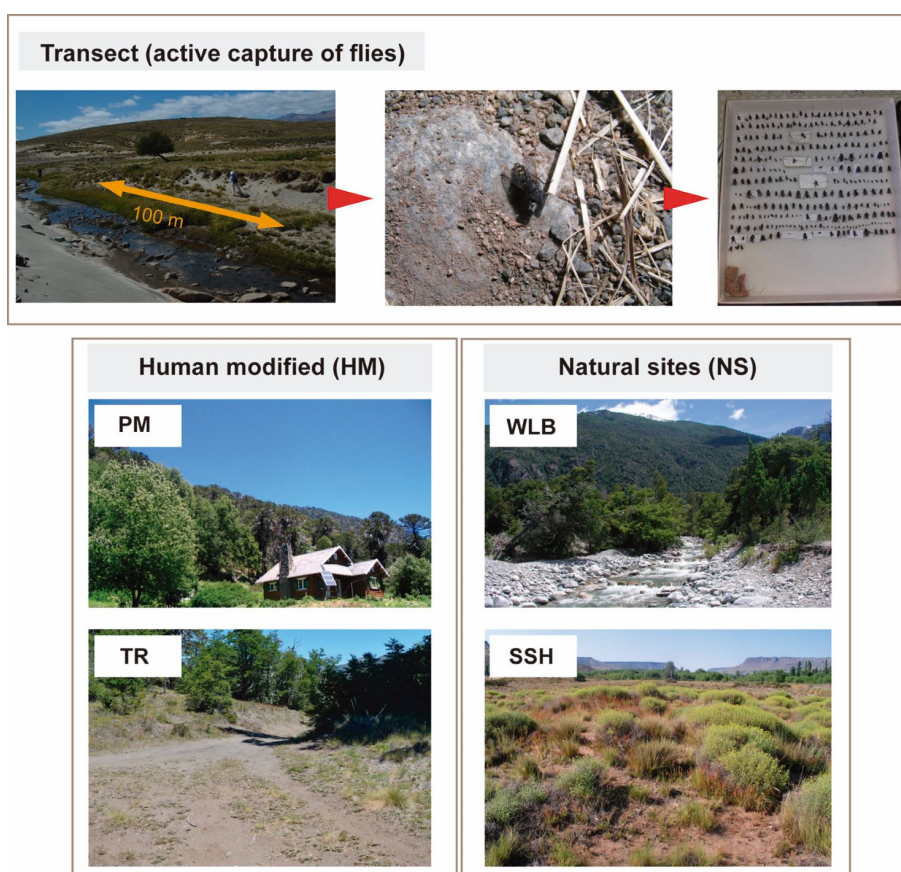 Transect (active capture of flies)
100 m
Human modified (HM)
Natural sites (NS)
PM
WLB
TR
SSH